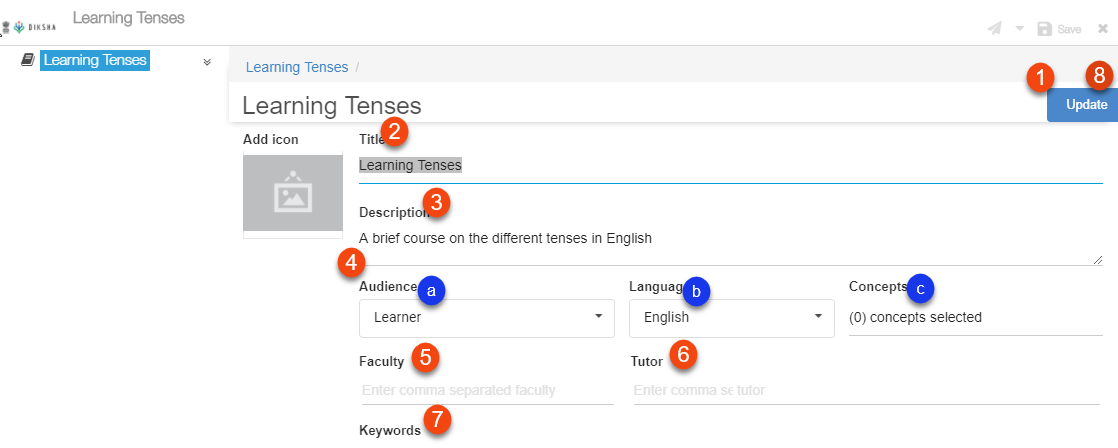 DIKSHA
Learning Tenses
Save
Learning Tenses
Learning Tenses /
1
8
Learning Tenses
Update
2
Add icon
Title
Learning Tenses
3
Description
A brief course on the different tenses in English
4
Audience a Languag b Concepts c
Learner English (0) concepts selected
Faculty 5 Tutor 6
Enter comma separated faculty Enter comma se tutor
7
Keywords